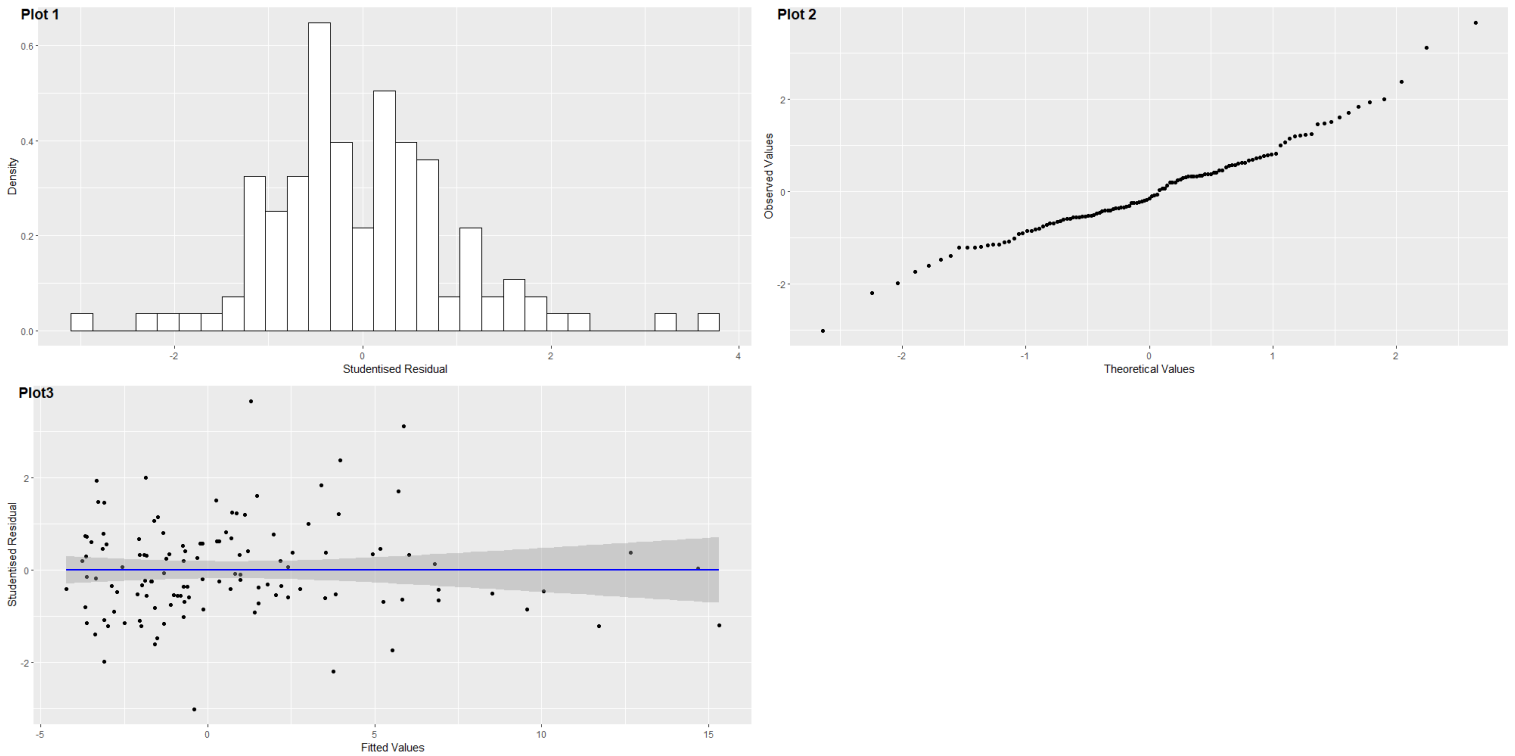 Plot 1
0.6
0.4
0.2
0.0
Density
-2
0
2
4
Studentised Residual
Plot 2
2
0
-2
Observed Values
-2
-1
0
1
2
Theoretical Values
Plot3
2
0
-2
Studentised Residual
-5
0
5
10
15
Fitted Values